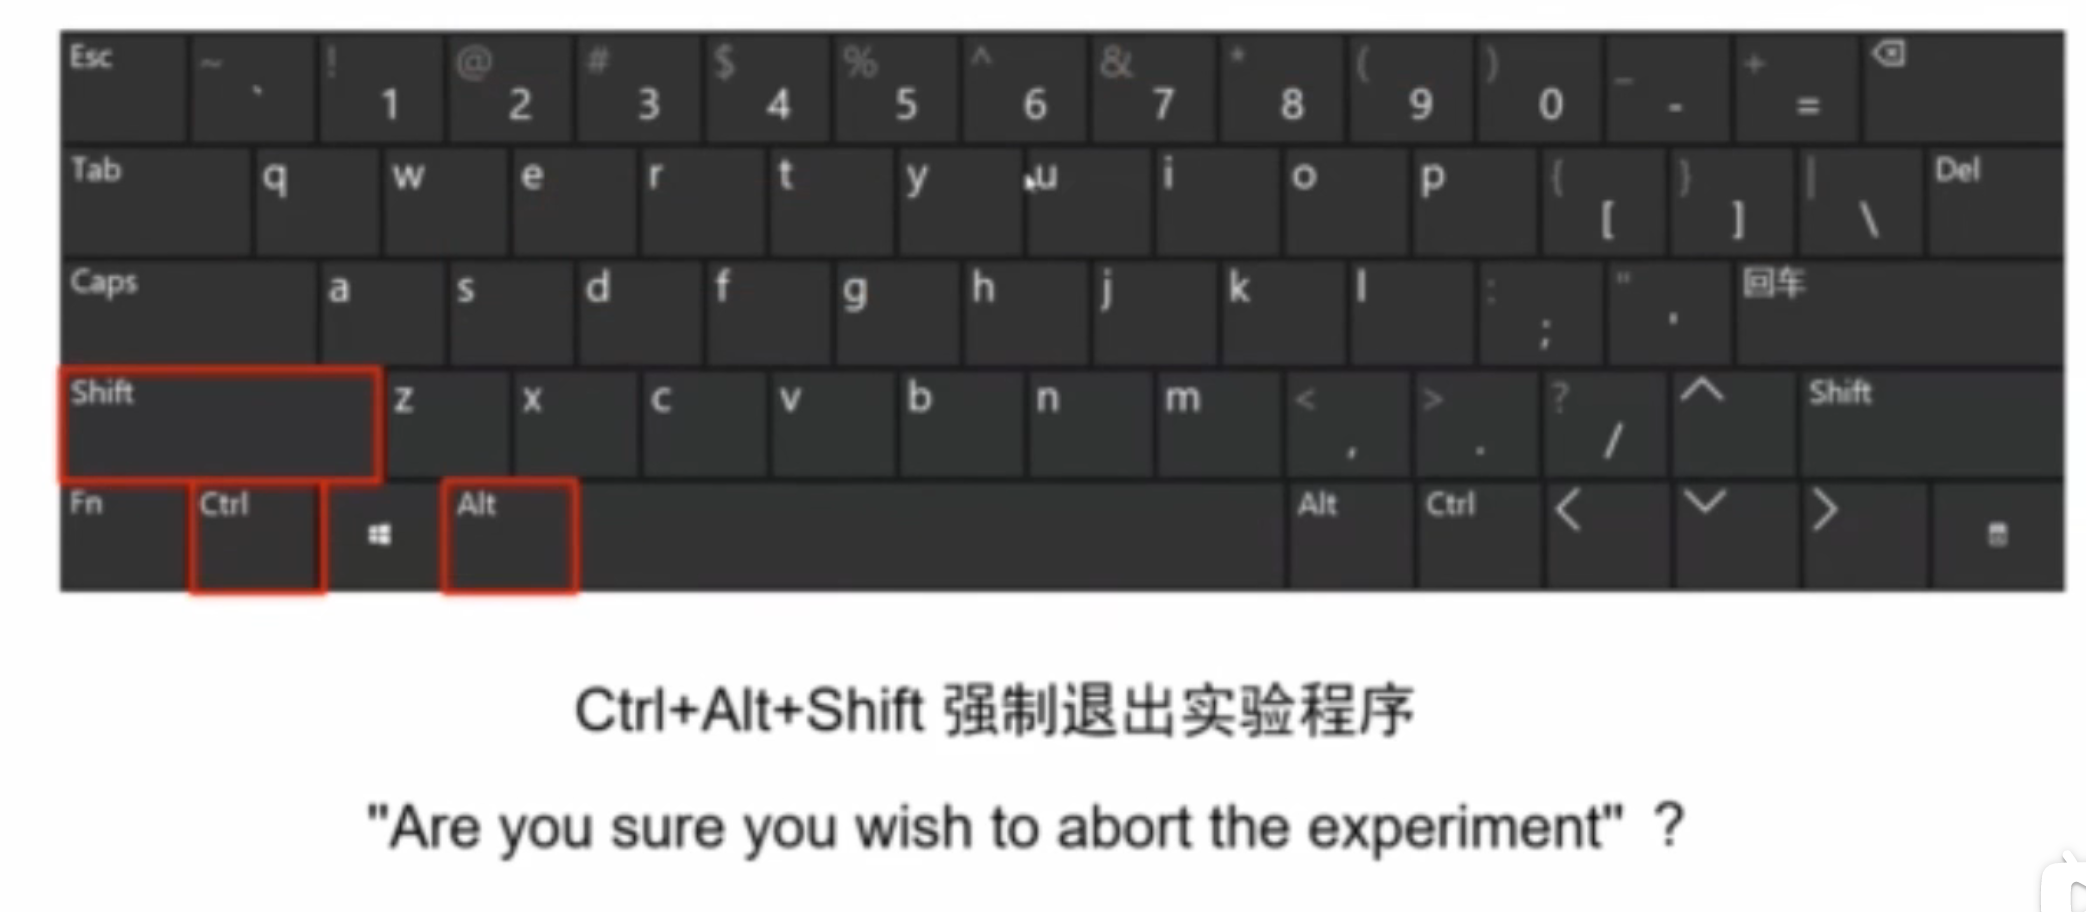 Esc ~ ` ! 1 @ 2 # 3 $ 4 % 5 ^ 6 & 7 * 8 ( 9 ) 0 _ - + =
Tab q w e r t y u i o p { [ } ] | \ Del
Caps a s d f g h j k l : ; " ' 回车
Shift z x c v b n m < , > . ? / Shift
Fn Ctrl Alt Alt Ctrl
Ctrl+Alt+Shift 强制退出实验程序
"Are you sure you wish to abort the experiment" ?